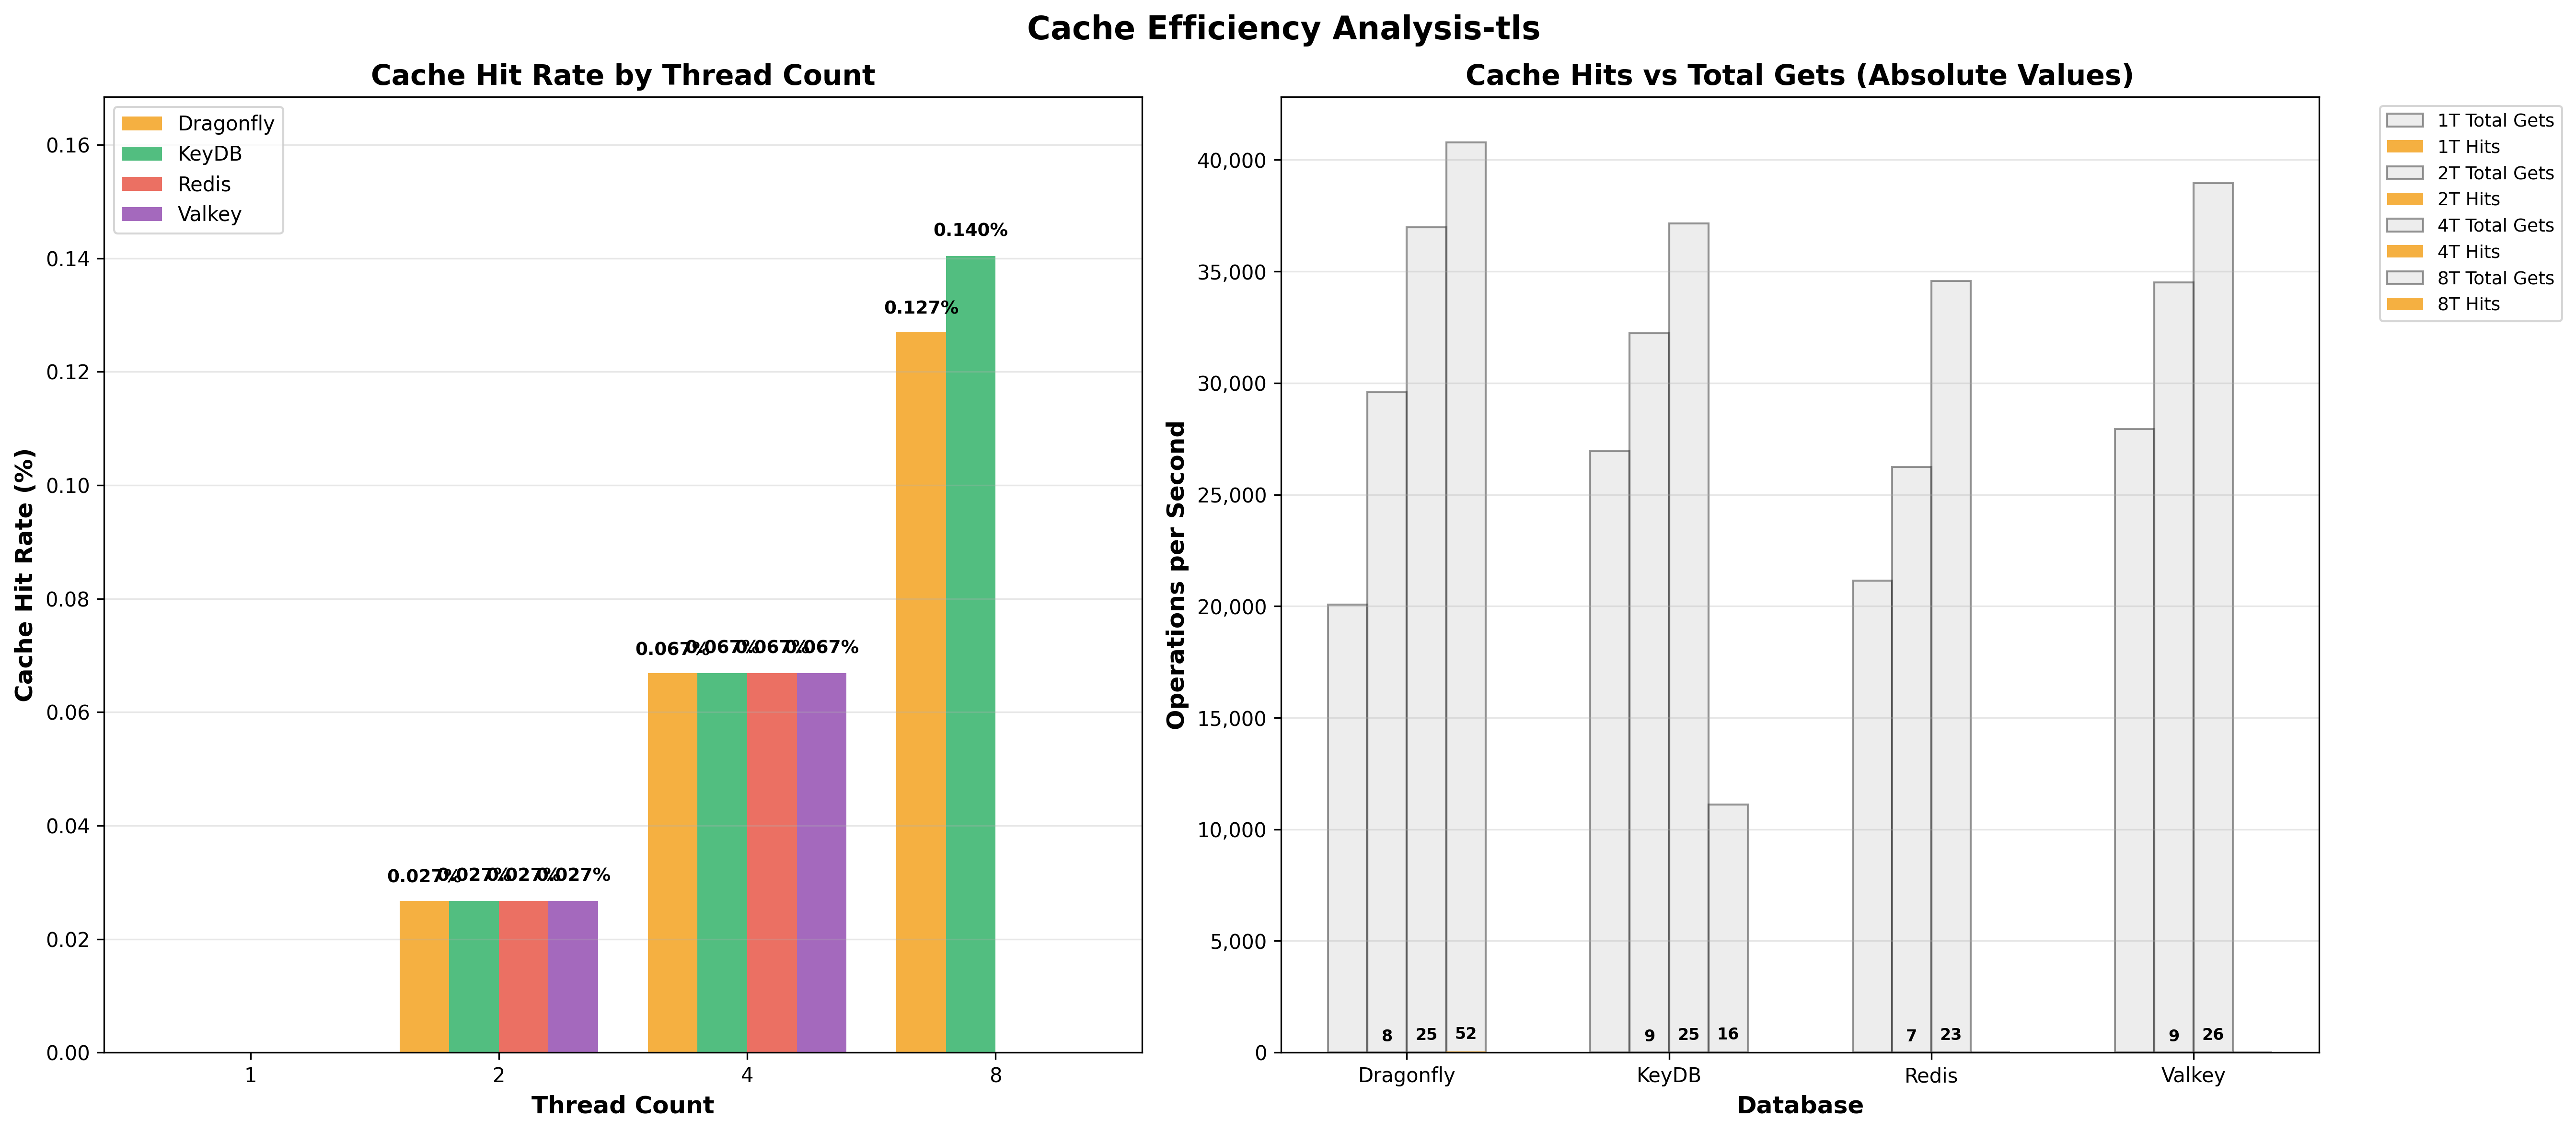 Cache Efficiency Analysis-tls
Cache Hit Rate by Thread Count
Cache Hit Rate (%)
0.16
0.14
0.12
0.10
0.08
0.06
0.04
0.02
0.00
Dragonfly
KeyDB
Redis
Valkey
0.027%
0.027%
0.027%
0.027%
0.067%
0.067%
0.067%
0.067%
0.127%
0.140%
1
2
4
8
Thread Count
Cache Hits vs Total Gets (Absolute Values)
Operations per Second
40,000
35,000
30,000
25,000
20,000
15,000
10,000
5,000
0
8
25
52
9
25
16
7
23
9
26
Dragonfly
KeyDB
Redis
Valkey
Database
1T Total Gets
1T Hits
2T Total Gets
2T Hits
4T Total Gets
4T Hits
8T Total Gets
8T Hits